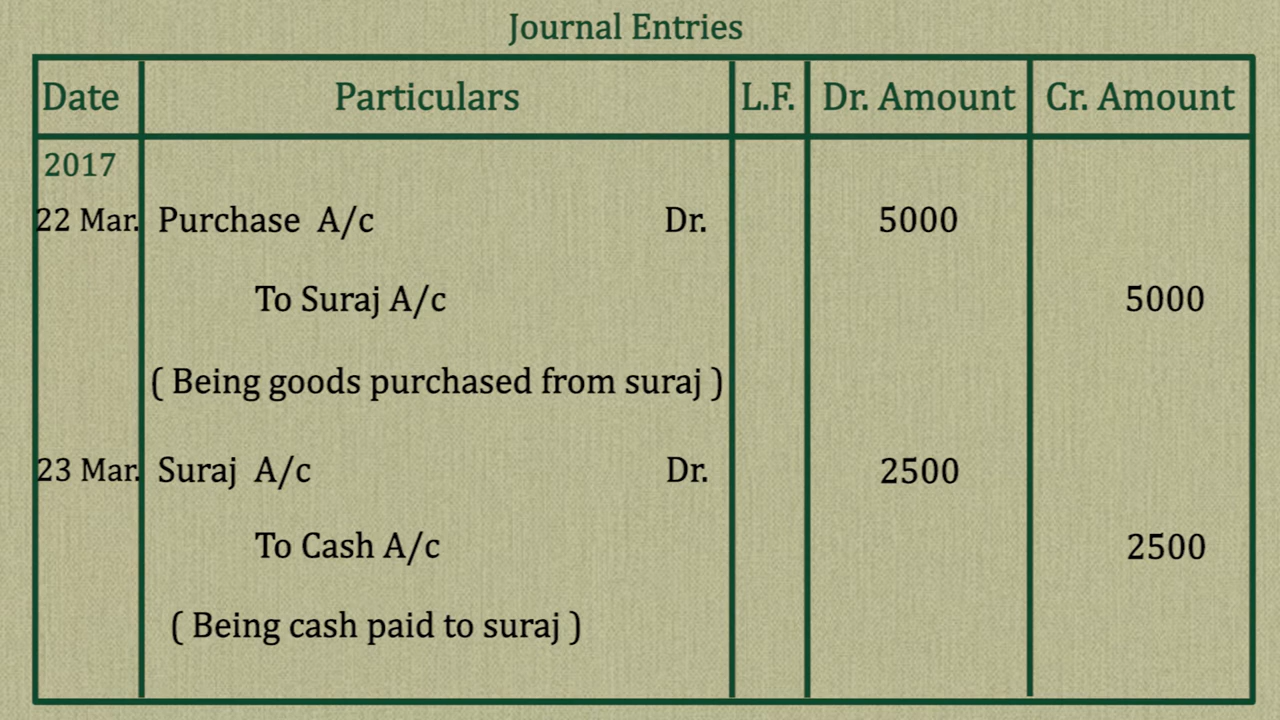 Journal Entries
Date Particulars L.F. Dr. Amount Cr. Amount
2017
22 Mar. Purchase A/c Dr. 5000
To Suraj A/c 5000
( Being goods purchased from suraj )
23 Mar. Suraj A/c Dr. 2500
To Cash A/c 2500
( Being cash paid to suraj )